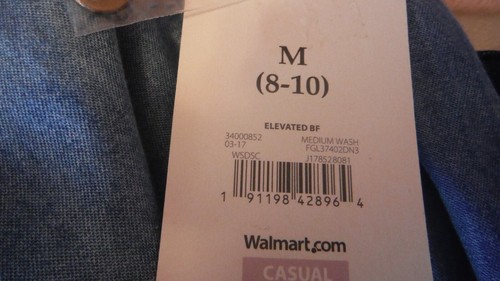 M
(8-10)
ELEVATED BF
34000852 MEDIUM WASH
03-17 FGL37402DN3
WSDSC J178528081
1 91198 42896 4
Walmart.com
CASUAL